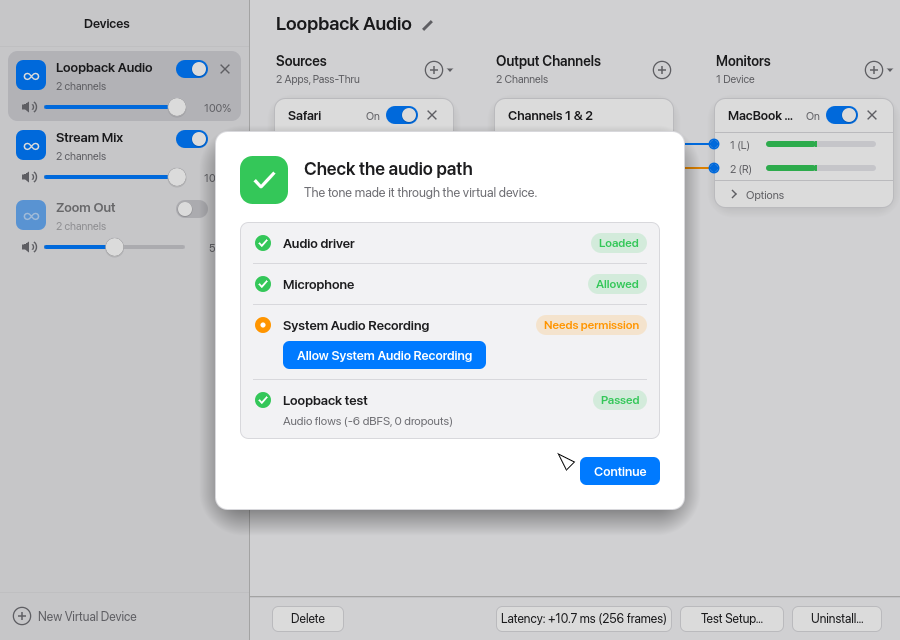 Devices
Loopback Audio
2 channels
100%
Stream Mix
2 channels
10
Zoom Out
2 channels
5
New Virtual Device
Loopback Audio
Sources
2 Apps, Pass-Thru
Output Channels
2 Channels
Monitors
1 Device
Safari
On
Channels 1 & 2
MacBook ...
On
1 (L)
2 (R)
Options
Check the audio path
The tone made it through the virtual device.
Audio driver
Loaded
Microphone
Allowed
System Audio Recording
Needs permission
Allow System Audio Recording
Loopback test
Passed
Audio flows (-6 dBFS, 0 dropouts)
Continue
Delete
Latency: +10.7 ms (256 frames)
Test Setup...
Uninstall...